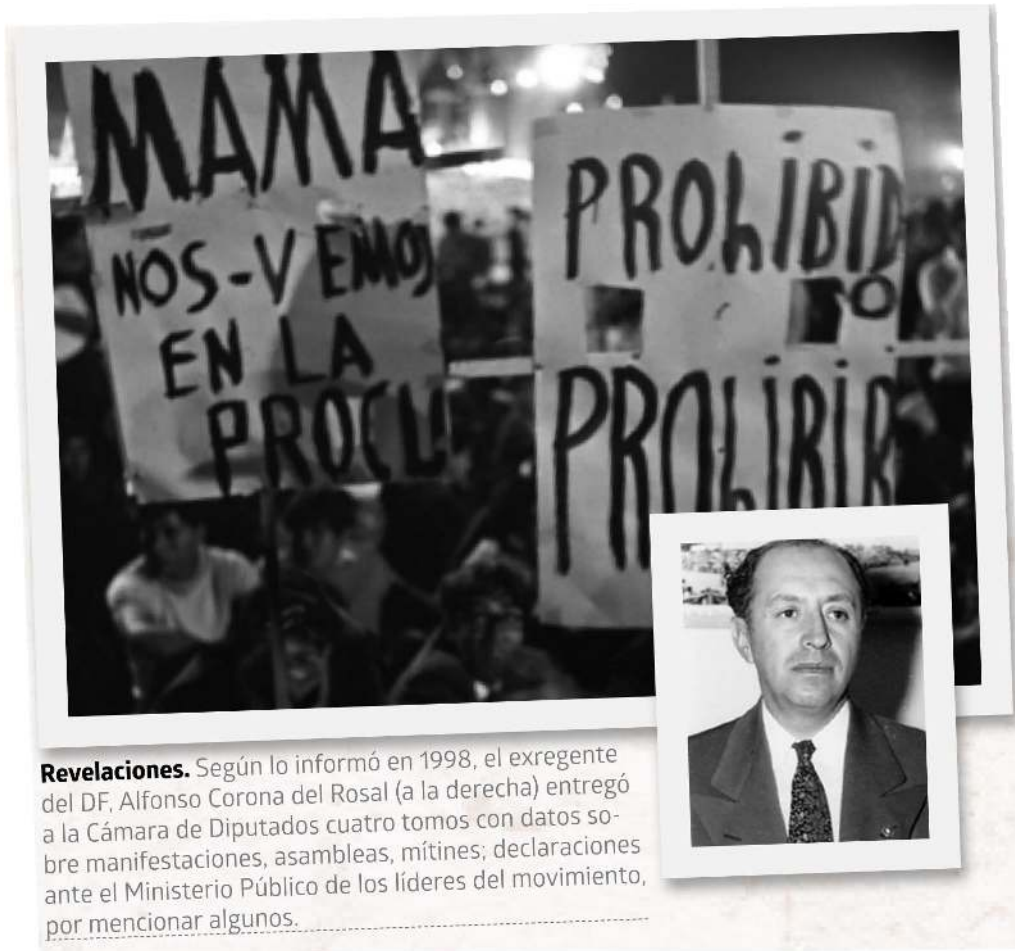 MAMA
NOS-VEMOS
EN LA
PROCU
PROhiBID
O
PROhiBIR
Revelaciones. Según lo informó en 1998, el exregente
del DF, Alfonso Corona del Rosal (a la derecha) entregó
a la Cámara de Diputados cuatro tomos con datos so-
bre manifestaciones, asambleas, mítines; declaraciones
ante el Ministerio Público de los líderes del movimiento,
por mencionar algunos.